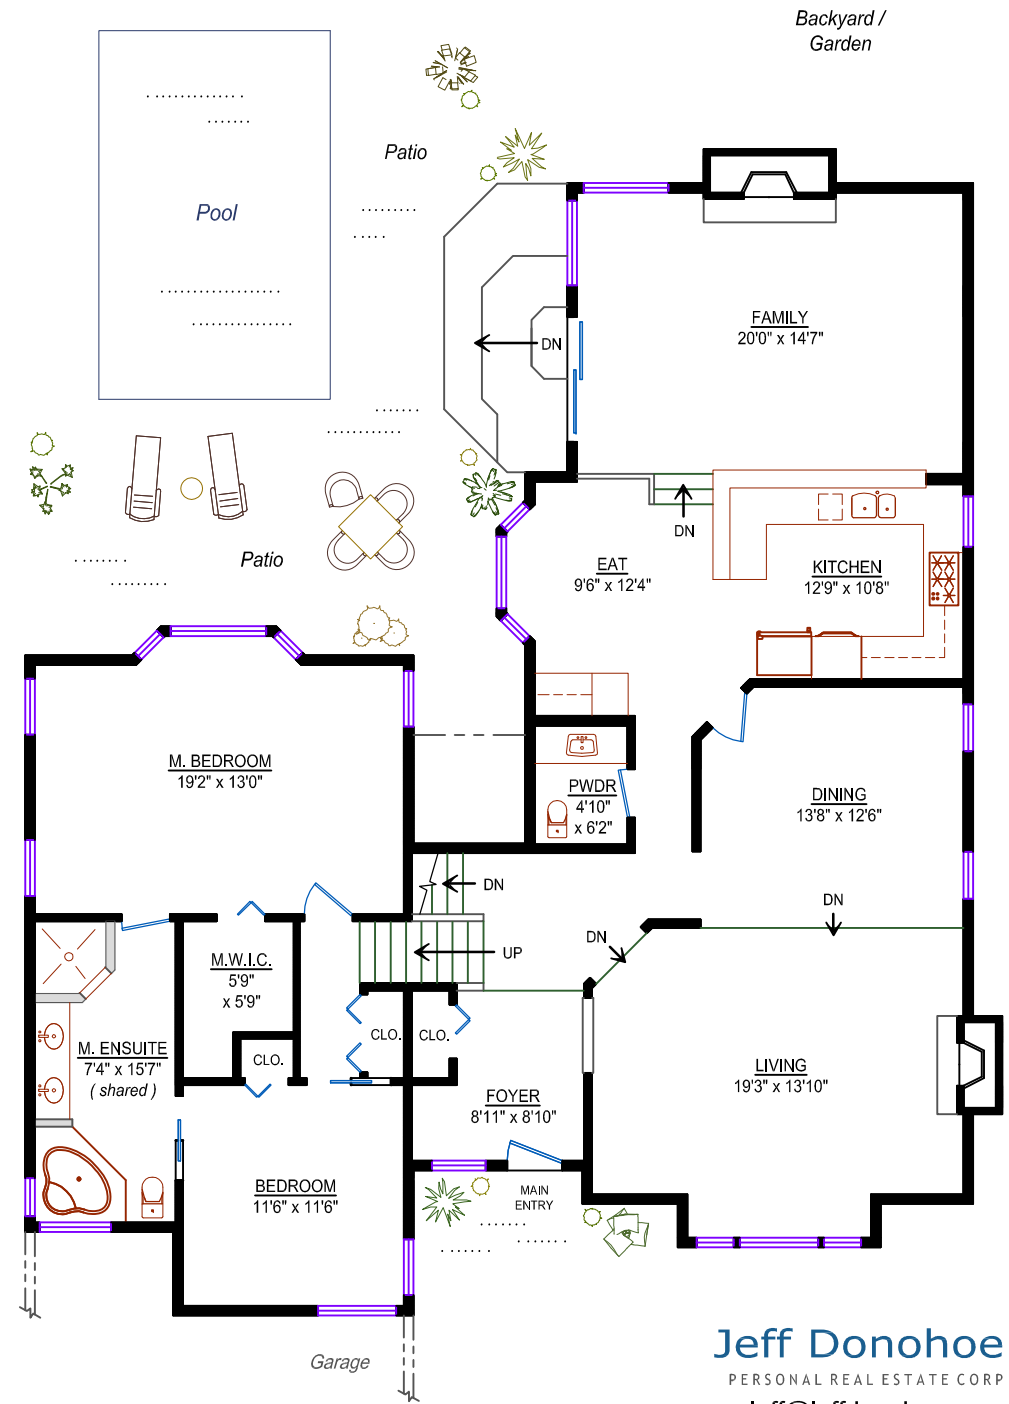 Backyard /
Garden
Patio
Pool
FAMILY
20'0" x 14'7"
DN
DN
EAT
9'6" x 12'4"
KITCHEN
12'9" x 10'8"
Patio
M. BEDROOM
19'2" x 13'0"
PWDR
4'10"
x 6'2"
DINING
13'8" x 12'6"
DN
DN
DN
UP
M.W.I.C.
5'9"
x 5'9"
CLO.
CLO.
CLO.
M. ENSUITE
7'4" x 15'7"
( shared )
FOYER
8'11" x 8'10"
LIVING
19'3" x 13'10"
BEDROOM
11'6" x 11'6"
MAIN
ENTRY
Garage
Jeff Donohoe
PERSONAL REAL ESTATE CORP